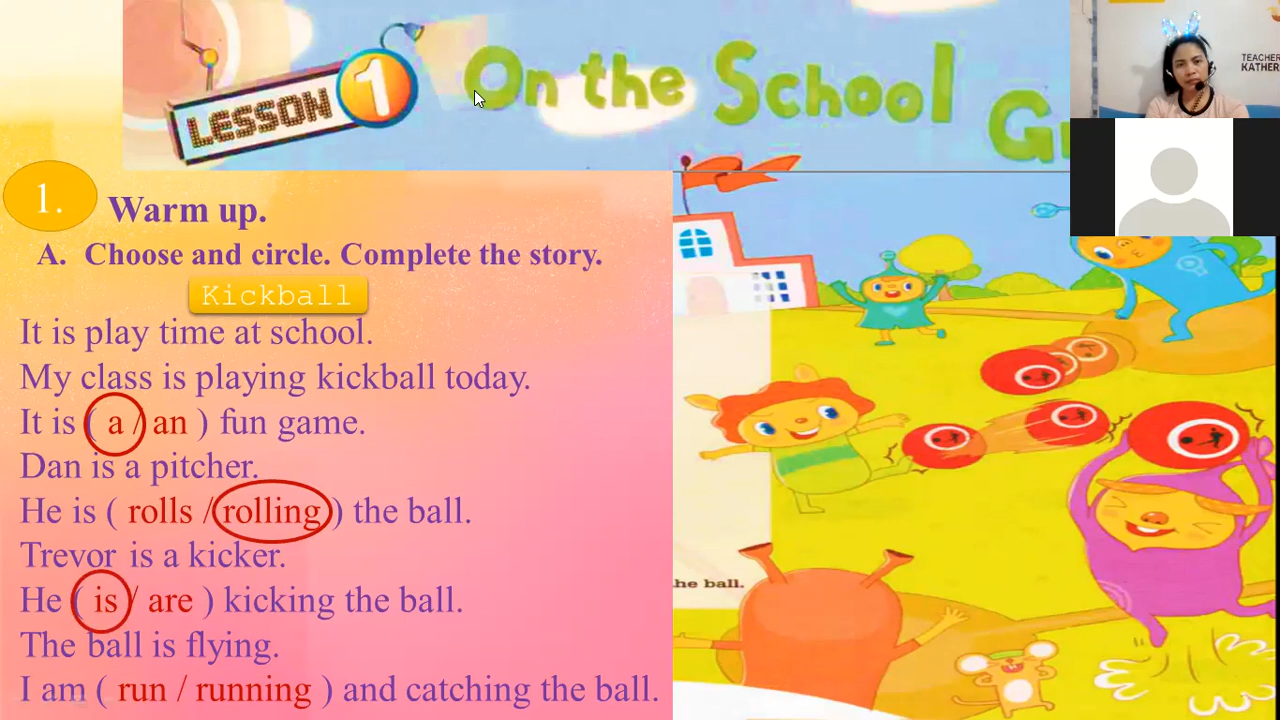 LESSON 1
On the School
TEACHER
KATHER
1.
Warm up.
A. Choose and circle. Complete the story.
Kickball
It is play time at school.
My class is playing kickball today.
It is ( a / an ) fun game.
Dan is a pitcher.
He is ( rolls / rolling ) the ball.
Trevor is a kicker.
He ( is / are ) kicking the ball.
The ball is flying.
I am ( run / running ) and catching the ball.
he ball.